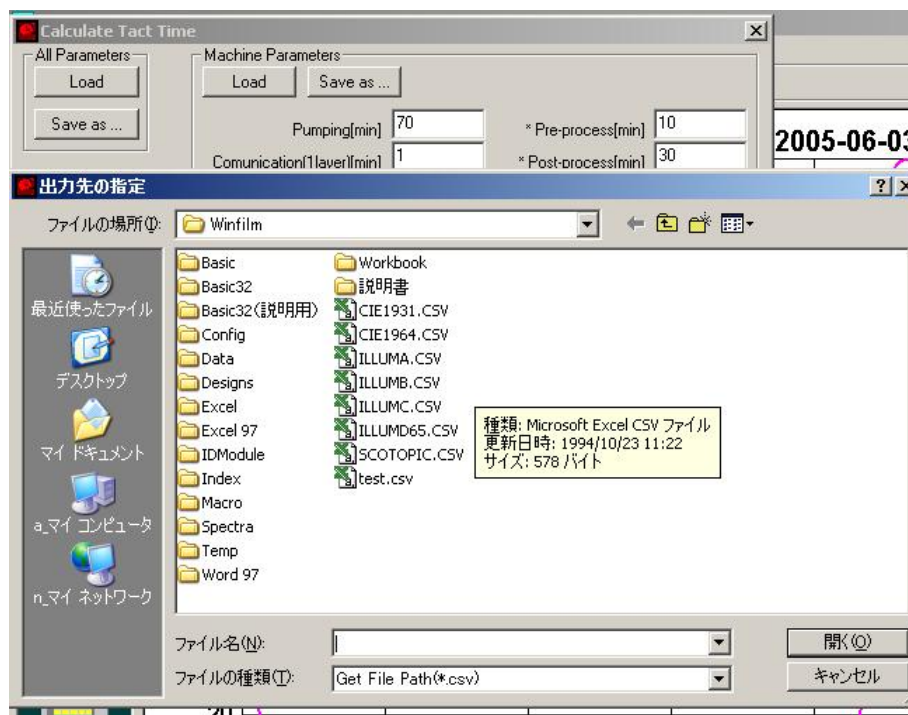 Calculate Tact Time
All Parameters
Load
Save as ...
Machine Parameters
Load
Save as ...
Pumping[min]
70
* Pre-process[min]
10
Comunication(1layer)[min]
1
* Post-process[min]
30
2005-06-03
出力先の指定
ファイルの場所(I):
Winfilm
最近使ったファイル
デスクトップ
マイ ドキュメント
a_マイ コンピュータ
n_マイ ネットワーク
Basic
Basic32
Basic32(説明用)
Config
Data
Designs
Excel
Excel 97
IDModule
Index
Macro
Spectra
Temp
Word 97
Workbook
説明書
CIE1931.CSV
CIE1964.CSV
ILLUMA.CSV
ILLUMB.CSV
ILLUMC.CSV
ILLUMD65.CSV
SCOTOPIC.CSV
test.csv
種類: Microsoft Excel CSV ファイル
更新日時: 1994/10/23 11:22
サイズ: 578 バイト
ファイル名(N):
開く(O)
ファイルの種類(T):
Get File Path(*.csv)
キャンセル
20